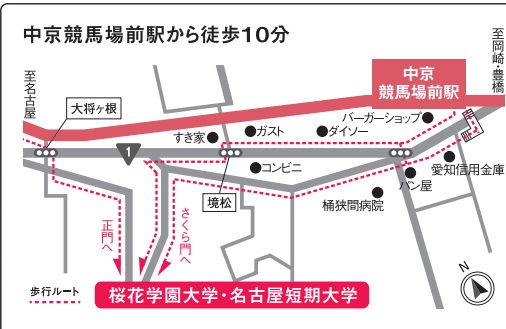 中京競馬場前駅から徒歩10分
至岡崎・豊橋
至名古屋
中京
競馬場前駅
大将ヶ根
1
すき家
ガスト
ダイソー
バーガーショップ
コンビニ
愛知信用金庫
パン屋
境松
桶狭間病院
正門へ
さくら門へ
N
歩行ルート
桜花学園大学・名古屋短期大学